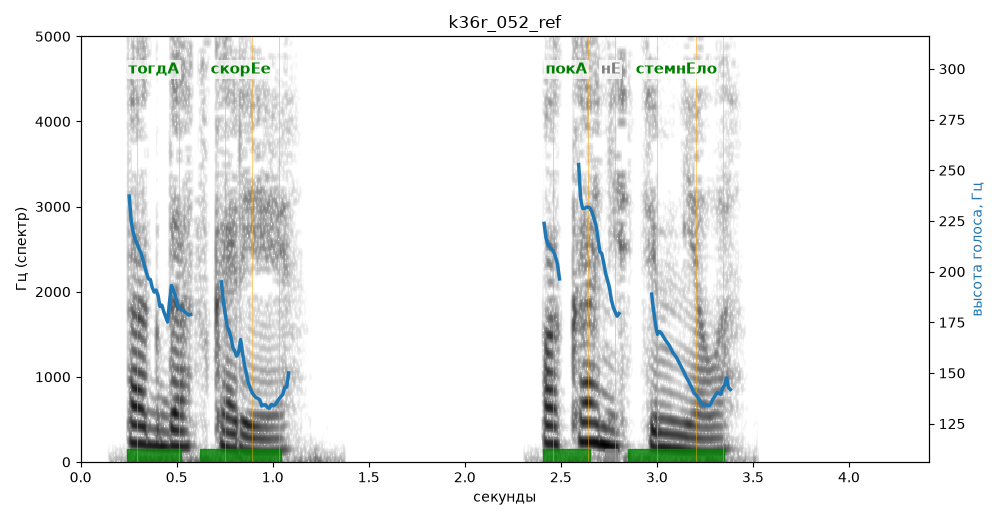 k36r_052_ref
тогдА скорЕе покА нЕ стемнЕло
5000
4000
3000
2000
1000
0
300
275
250
225
200
175
150
125
Гц (спектр)
высота голоса, Гц
0.0 0.5 1.0 1.5 2.0 2.5 3.0 3.5 4.0
секунды